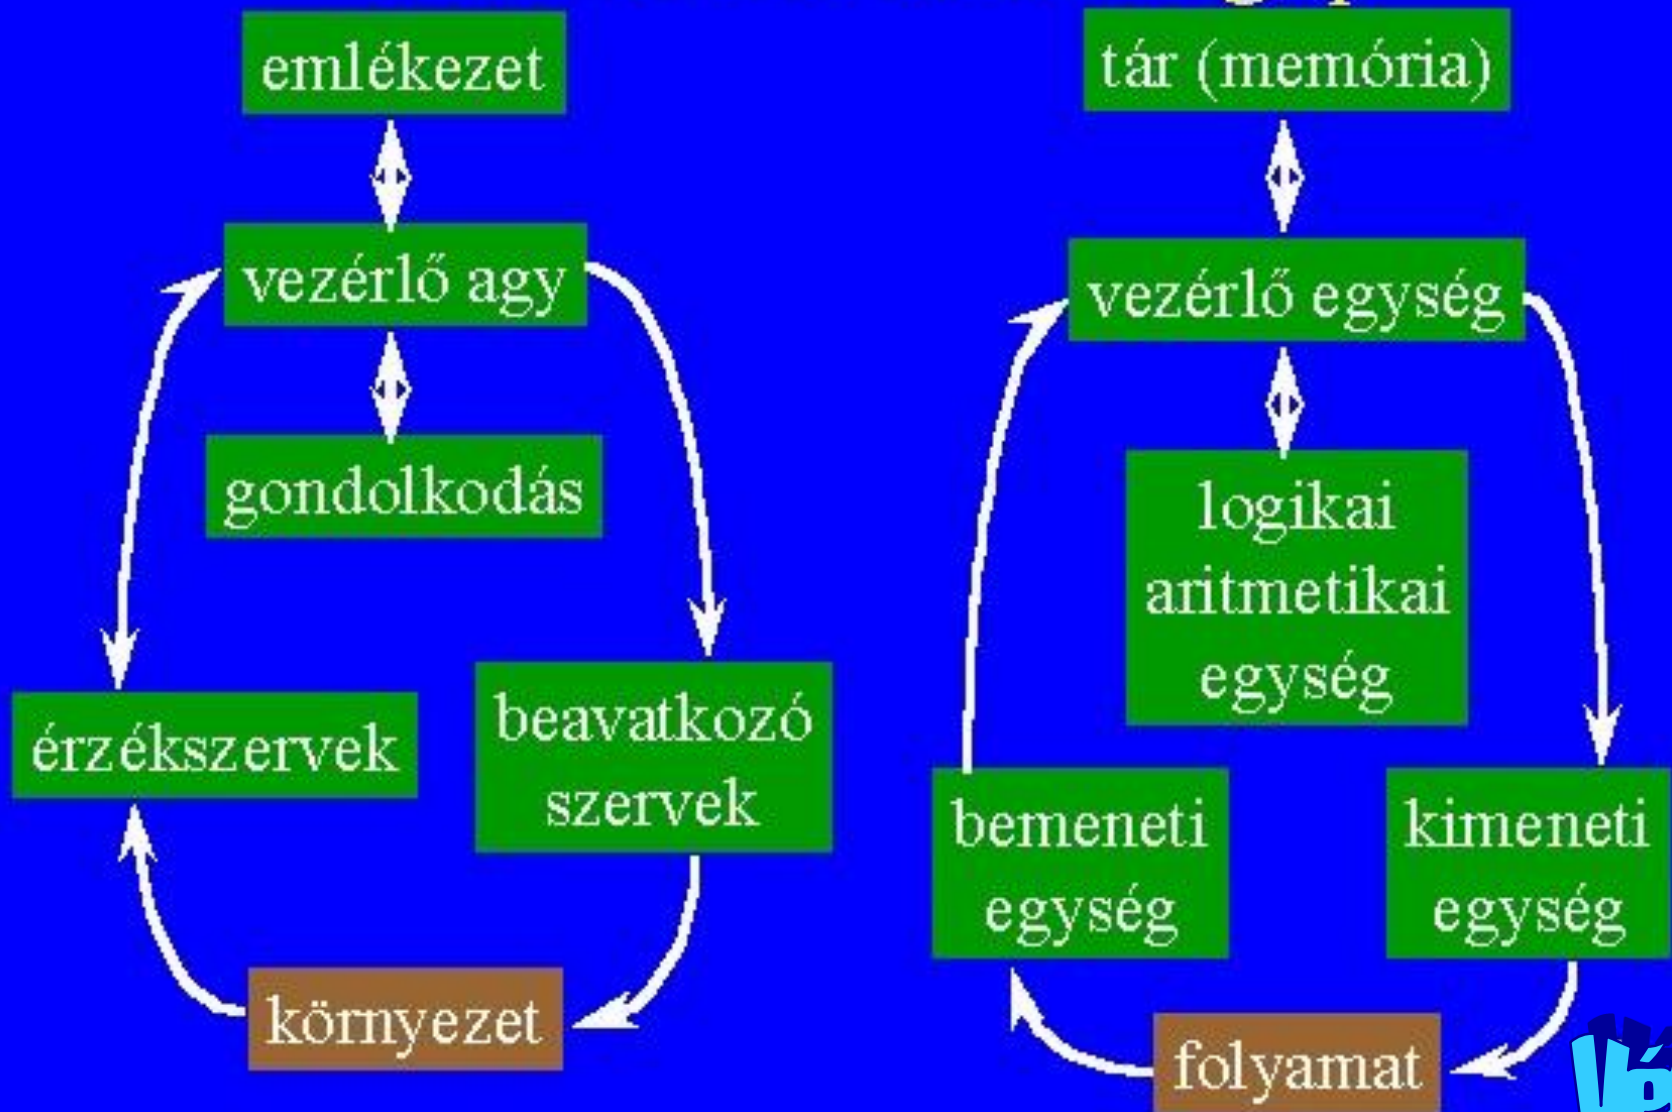 emlékezet
vezérlő agy
gondolkodás
érzékszervek
beavatkozó
szervek
környezet
tár (memória)
vezérlő egység
logikai
aritmetikai
egység
bemeneti
egység
kimeneti
egység
folyamat